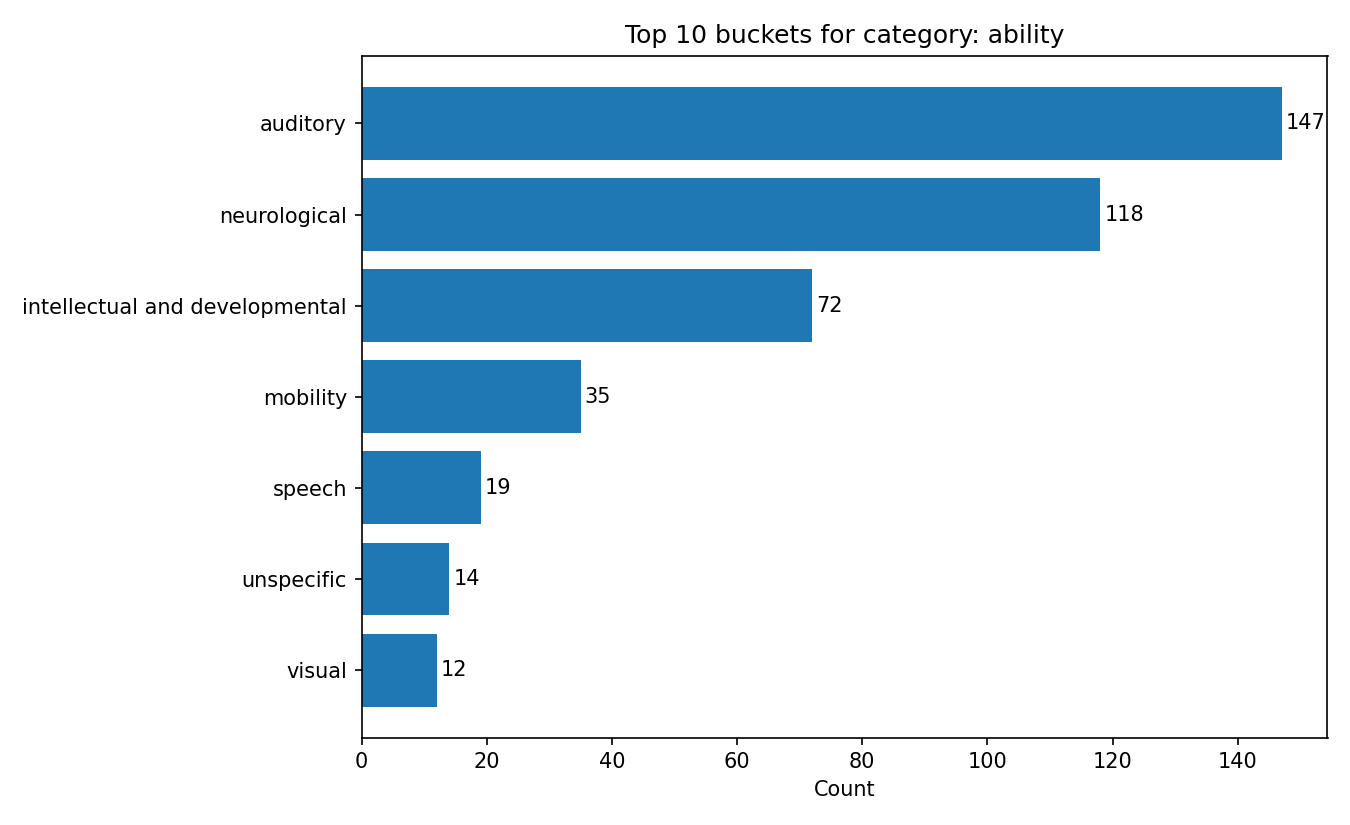 Top 10 buckets for category: ability
auditory
147
neurological
118
intellectual and developmental
72
mobility
35
speech
19
unspecific
14
visual
12
0 20 40 60 80 100 120 140
Count